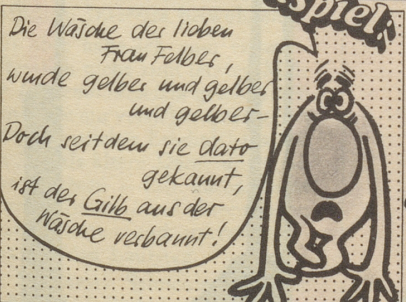 spiel,
Die Wäsche der lieben
Frau Felber,
wurde gelber und gelber
und gelber-
Doch seitdem sie dato
gekannt,
ist der Gilb aus der
Wäsche verbannt!